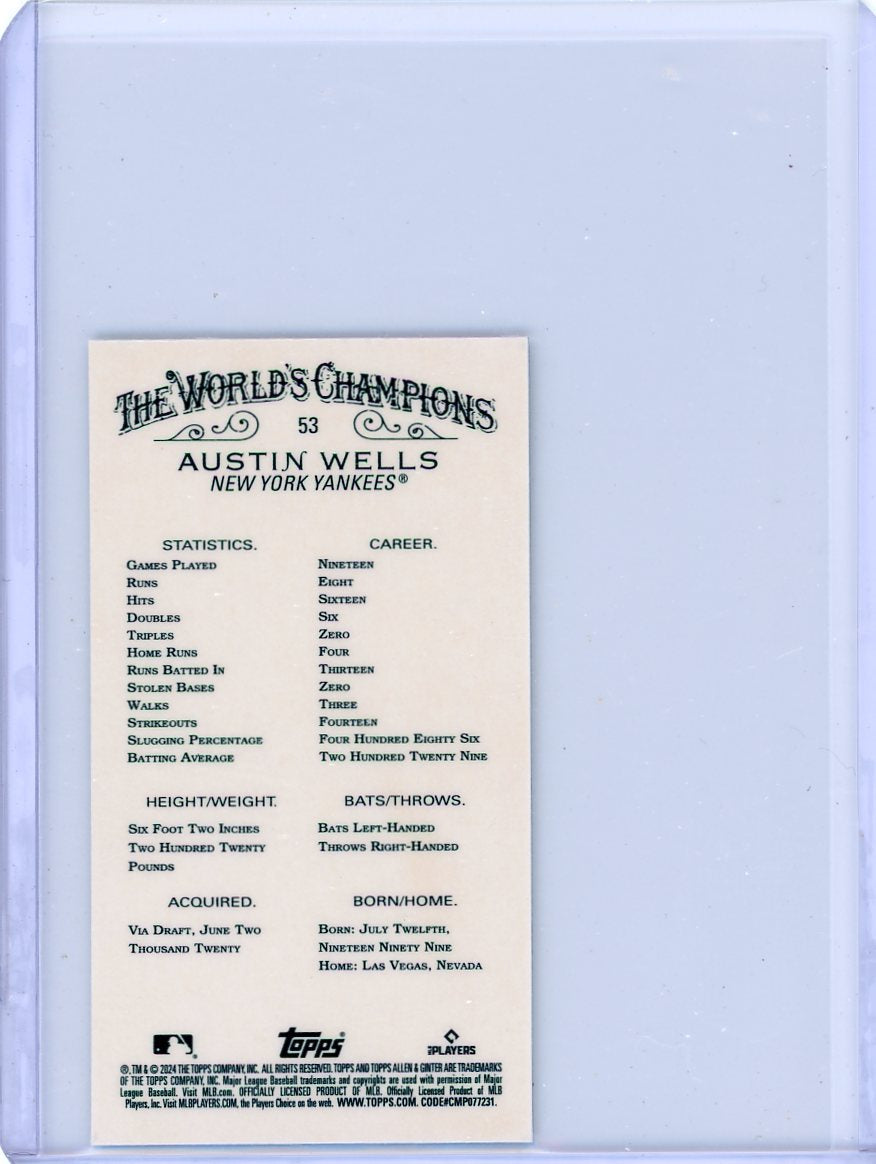 THE WORLD'S CHAMPIONS
53
AUSTIN WELLS
NEW YORK YANKEES®
STATISTICS. CAREER.
GAMES PLAYED NINETEEN
RUNS EIGHT
HITS SIXTEEN
DOUBLES SIX
TRIPLES ZERO
HOME RUNS FOUR
RUNS BATTED IN THIRTEEN
STOLEN BASES ZERO
WALKS THREE
STRIKEOUTS FOURTEEN
SLUGGING PERCENTAGE FOUR HUNDRED EIGHTY SIX
BATTING AVERAGE TWO HUNDRED TWENTY NINE
HEIGHT/WEIGHT. BATS/THROWS.
SIX FOOT TWO INCHES BATS LEFT-HANDED
TWO HUNDRED TWENTY THROWS RIGHT-HANDED
POUNDS
ACQUIRED. BORN/HOME.
VIA DRAFT, JUNE TWO BORN: JULY TWELFTH,
THOUSAND TWENTY NINETEEN NINETY NINE
HOME: LAS VEGAS, NEVADA
Topps® PLAYERS
®, TM & © 2024 THE TOPPS COMPANY, INC. ALL RIGHTS RESERVED. TOPPS AND TOPPS ALLEN & GINTER ARE TRADEMARKS
OF THE TOPPS COMPANY, INC. Major League Baseball trademarks and copyrights are used with permission of Major
League Baseball. Visit MLB.com. OFFICIALLY LICENSED PRODUCT OF MLB. Officially Licensed Product of MLB
Players, Inc. Visit MLBPLAYERS.COM, the Players Choice on the web. WWW.TOPPS.COM. CODE#CMP077231.